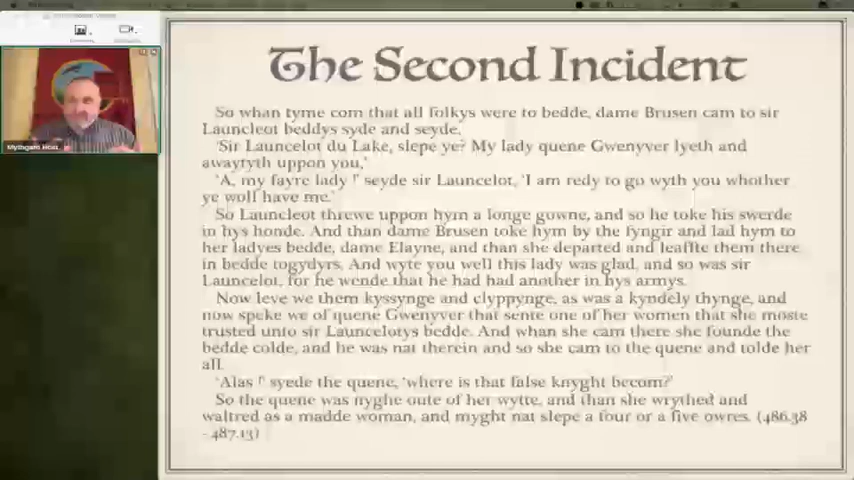 The Second Incident
So whan tyme com that all folkys were to bedde, dame Brusen cam to sir
Launcleot beddys syde and seyde,
'Sir Launcelot du Lake, slepe ye? My lady quene Gwenyver lyeth and
awaytyth uppon you,'
'A, my fayre lady !' seyde sir Launcelot, 'I am redy to go wyth you whother
ye woll have me.'
So Launcleot threwe uppon hym a longe gowne, and so he toke his swerde
in hys honde. And than dame Brusen toke hym by the fyngir and lad hym to
her ladyes bedde, dame Elayne, and than she departed and leaffte them there
in bedde togydyrs. And wyte you well this lady was glad, and so was sir
Launcelot, for he wende that he had had another in hys armys.
Now leve we them kyssynge and clyppynge, as was a kyndely thynge, and
now speke we of quene Gwenyver that sente one of her women that she moste
trusted unto sir Launcelotys bedde. And whan she cam there she founde the
bedde colde, and he was nat therein and so she cam to the quene and tolde her
all.
'Alas !' syede the quene, 'where is that false knyght becom?'
So the quene was nyghe oute of her wytte, and than she wrythed and
waltred as a madde woman, and myght nat slepe a four or a five owres. (486.38
- 487.13)
Mythgard Host